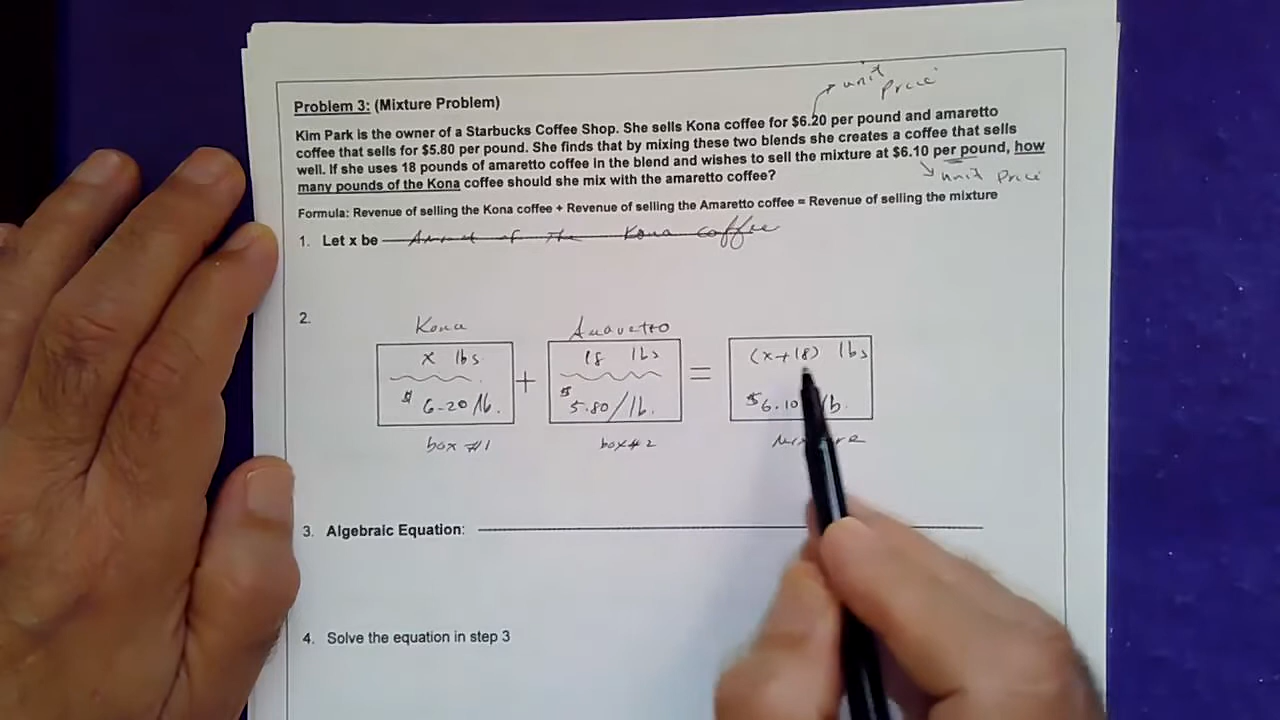 unit
price
Problem 3: (Mixture Problem)
Kim Park is the owner of a Starbucks Coffee Shop. She sells Kona coffee for $6.20 per pound and amaretto
coffee that sells for $5.80 per pound. She finds that by mixing these two blends she creates a coffee that sells
well. If she uses 18 pounds of amaretto coffee in the blend and wishes to sell the mixture at $6.10 per pound, how
many pounds of the Kona coffee should she mix with the amaretto coffee?
unit price
Formula: Revenue of selling the Kona coffee + Revenue of selling the Amaretto coffee = Revenue of selling the mixture
1. Let x be Amount of the Kona coffee
2.
Kona Amaretto
x lbs + 18 lbs = (x+18) lbs
$6.20/lb. $5.80/lb. $6.10/lb.
box #1 box #2
3. Algebraic Equation:
4. Solve the equation in step 3